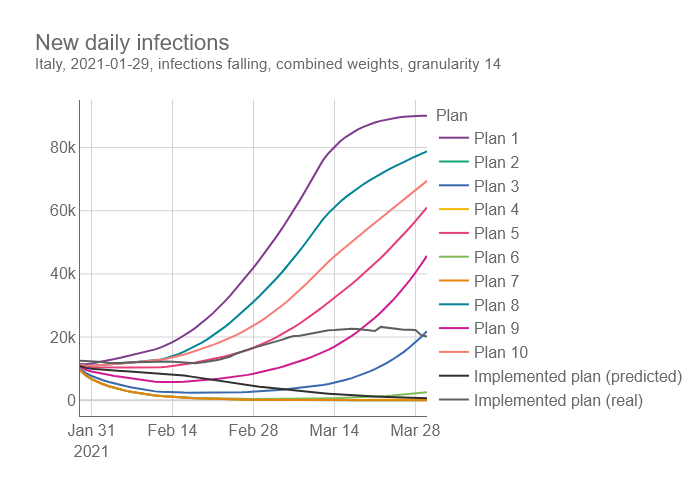 New daily infections
Italy, 2021-01-29, infections falling, combined weights, granularity 14
80k
60k
40k
20k
0
Jan 31
2021
Feb 14
Feb 28
Mar 14
Mar 28
Plan
Plan 1
Plan 2
Plan 3
Plan 4
Plan 5
Plan 6
Plan 7
Plan 8
Plan 9
Plan 10
Implemented plan (predicted)
Implemented plan (real)